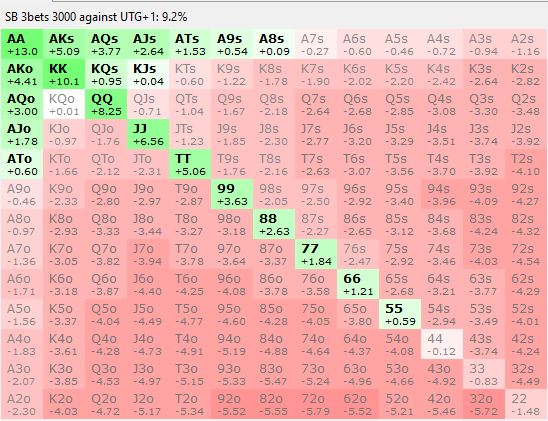 SB 3bets 3000 against UTG+1: 9.2%
AA AKs AQs AJs ATs A9s A8s A7s A6s A5s A4s A3s A2s
+13.0 +5.09 +3.77 +2.64 +1.53 +0.54 +0.09 -0.27 -0.60 -0.46 -0.72 -0.94 -1.16
AKo KK KQs KJs KTs K9s K8s K7s K6s K5s K4s K3s K2s
+4.41 +10.1 +0.95 +0.04 -0.60 -1.22 -1.78 -1.90 -2.02 -2.20 -2.42 -2.64 -2.82
AQo KQo QQ QJs QTs Q9s Q8s Q7s Q6s Q5s Q4s Q3s Q2s
+3.00 +0.01 +8.25 -0.71 -1.04 -1.67 -2.18 -2.64 -2.68 -2.85 -3.08 -3.30 -3.48
AJo KJo QJo JJ JTs J9s J8s J7s J6s J5s J4s J3s J2s
+1.78 -0.97 -1.76 +6.56 -1.23 -1.85 -2.30 -2.77 -3.20 -3.29 -3.51 -3.74 -3.92
ATo KTo QTo JTo TT T9s T8s T7s T6s T5s T4s T3s T2s
+0.60 -1.66 -2.12 -2.31 +5.06 -1.76 -2.16 -2.63 -3.07 -3.56 -3.70 -3.92 -4.10
A9o K9o Q9o J9o T9o 99 98s 97s 96s 95s 94s 93s 92s
-0.46 -2.33 -2.80 -2.97 -2.87 +3.63 -2.05 -2.50 -2.92 -3.40 -3.96 -4.09 -4.27
A8o K8o Q8o J8o T8o 98o 88 87s 86s 85s 84s 83s 82s
-0.97 -2.93 -3.33 -3.44 -3.27 -3.18 +2.63 -2.27 -2.65 -3.12 -3.68 -4.24 -4.32
A7o K7o Q7o J7o T7o 97o 87o 77 76s 75s 74s 73s 72s
-1.36 -3.05 -3.82 -3.94 -3.78 -3.64 -3.37 +1.84 -2.47 -2.92 -3.46 -4.03 -4.54
A6o K6o Q6o J6o T6o 96o 86o 76o 66 65s 64s 63s 62s
-1.71 -3.18 -3.87 -4.40 -4.25 -4.08 -3.78 -3.58 +1.21 -2.68 -3.21 -3.77 -4.29
A5o K5o Q5o J5o T5o 95o 85o 75o 65o 55 54s 53s 52s
-1.56 -3.37 -4.04 -4.49 -4.77 -4.60 -4.28 -4.05 -3.80 +0.59 -2.94 -3.49 -4.01
A4o K4o Q4o J4o T4o 94o 84o 74o 64o 54o 44 43s 42s
-1.83 -3.61 -4.28 -4.73 -4.91 -5.19 -4.88 -4.64 -4.37 -4.08 -0.12 -3.74 -4.24
A3o K3o Q3o J3o T3o 93o 83o 73o 63o 53o 43o 33 32s
-2.07 -3.85 -4.53 -4.97 -5.15 -5.33 -5.47 -5.24 -4.96 -4.66 -4.92 -0.83 -4.49
A2o K2o Q2o J2o T2o 92o 82o 72o 62o 52o 42o 32o 22
-2.30 -4.03 -4.72 -5.17 -5.34 -5.52 -5.55 -5.79 -5.52 -5.21 -5.46 -5.72 -1.48